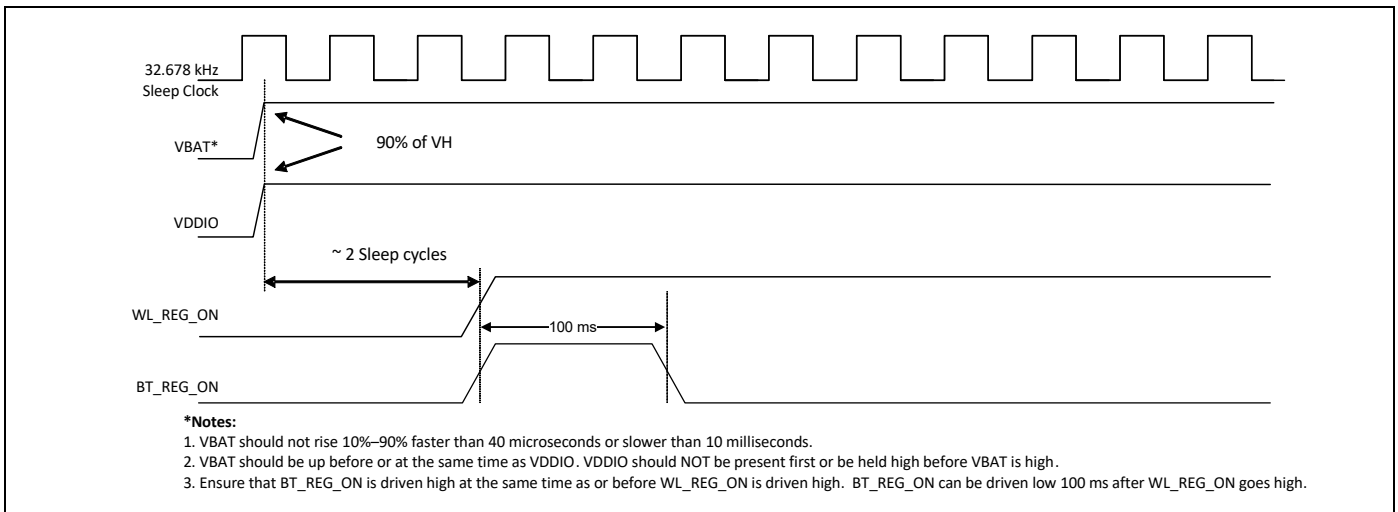 32.678 kHz
Sleep Clock
VBAT*
90% of VH
VDDIO
~ 2 Sleep cycles
WL_REG_ON
100 ms
BT_REG_ON
*Notes:
1. VBAT should not rise 10%–90% faster than 40 microseconds or slower than 10 milliseconds.
2. VBAT should be up before or at the same time as VDDIO. VDDIO should NOT be present first or be held high before VBAT is high.
3. Ensure that BT_REG_ON is driven high at the same time as or before WL_REG_ON is driven high. BT_REG_ON can be driven low 100 ms after WL_REG_ON goes high.